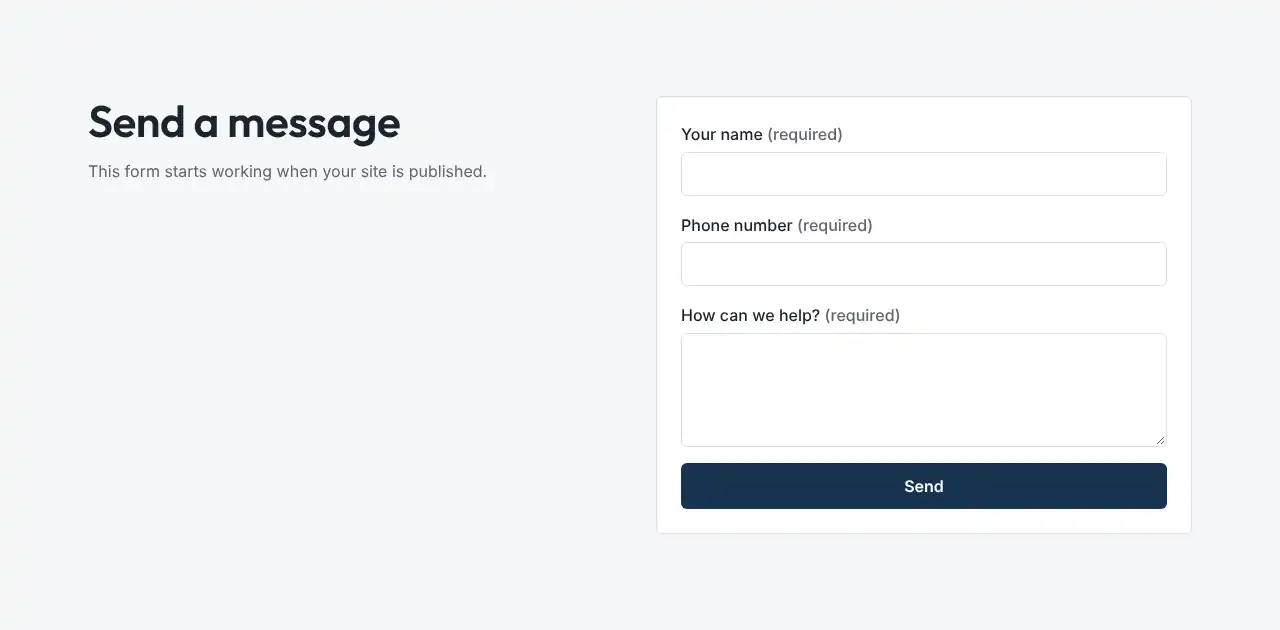 Send a message
This form starts working when your site is published.
Your name (required)
Phone number (required)
How can we help? (required)
Send